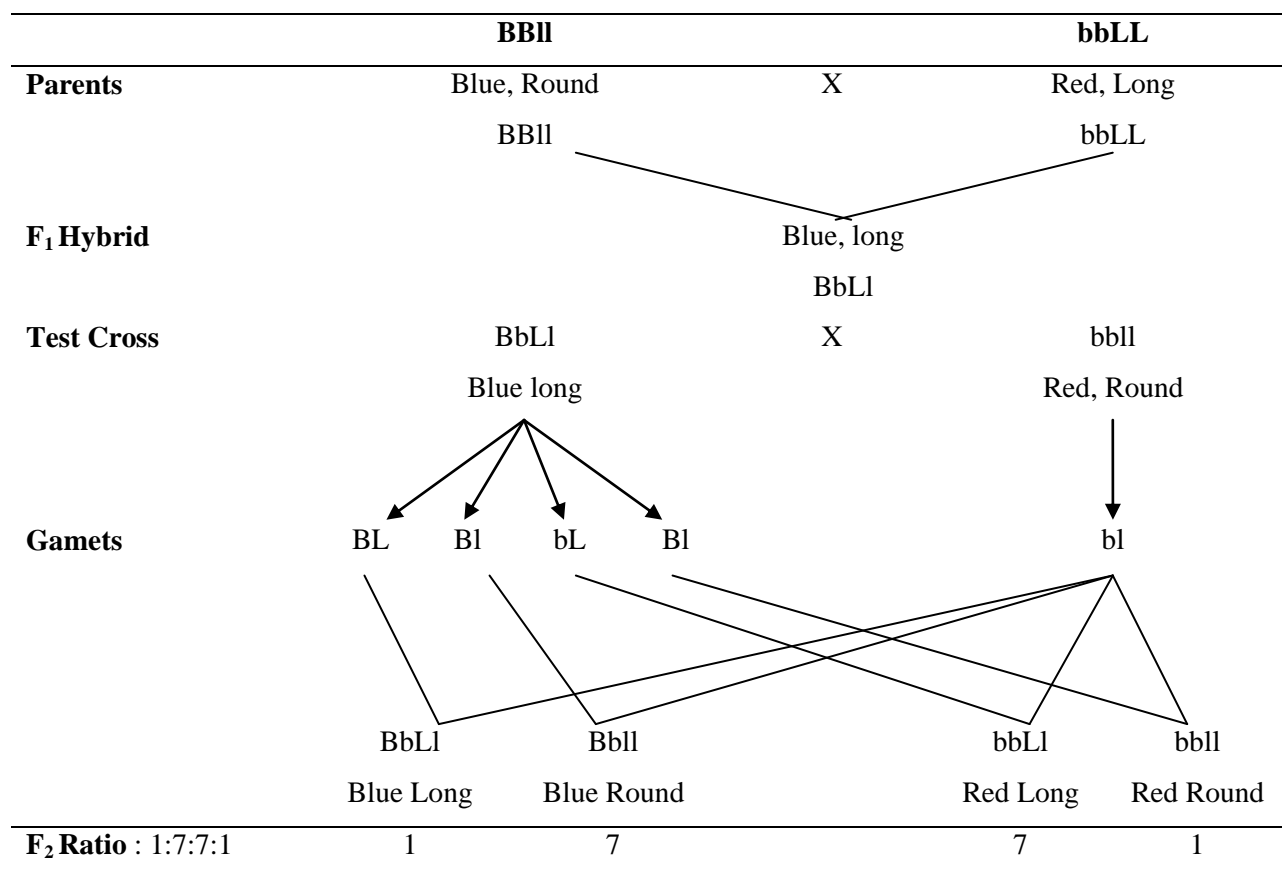 BBll bbLL
Parents Blue, Round X Red, Long
BBll bbLL
F1 Hybrid Blue, long
BbLl
Test Cross BbLl X bbll
Blue long Red, Round
Gamets BL Bl bL Bl bl
BbLl Bbll bbLl bbll
Blue Long Blue Round Red Long Red Round
F2 Ratio : 1:7:7:1 1 7 7 1